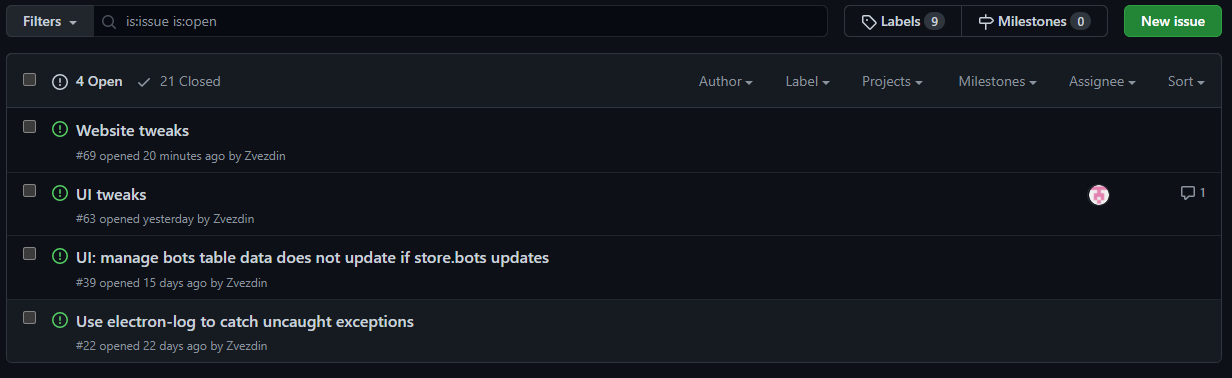 Filters is:issue is:open Labels 9 Milestones 0 New issue
4 Open 21 Closed Author Label Projects Milestones Assignee Sort
Website tweaks
#69 opened 20 minutes ago by Zvezdin
UI tweaks 1
#63 opened yesterday by Zvezdin
UI: manage bots table data does not update if store.bots updates
#39 opened 15 days ago by Zvezdin
Use electron-log to catch uncaught exceptions
#22 opened 22 days ago by Zvezdin